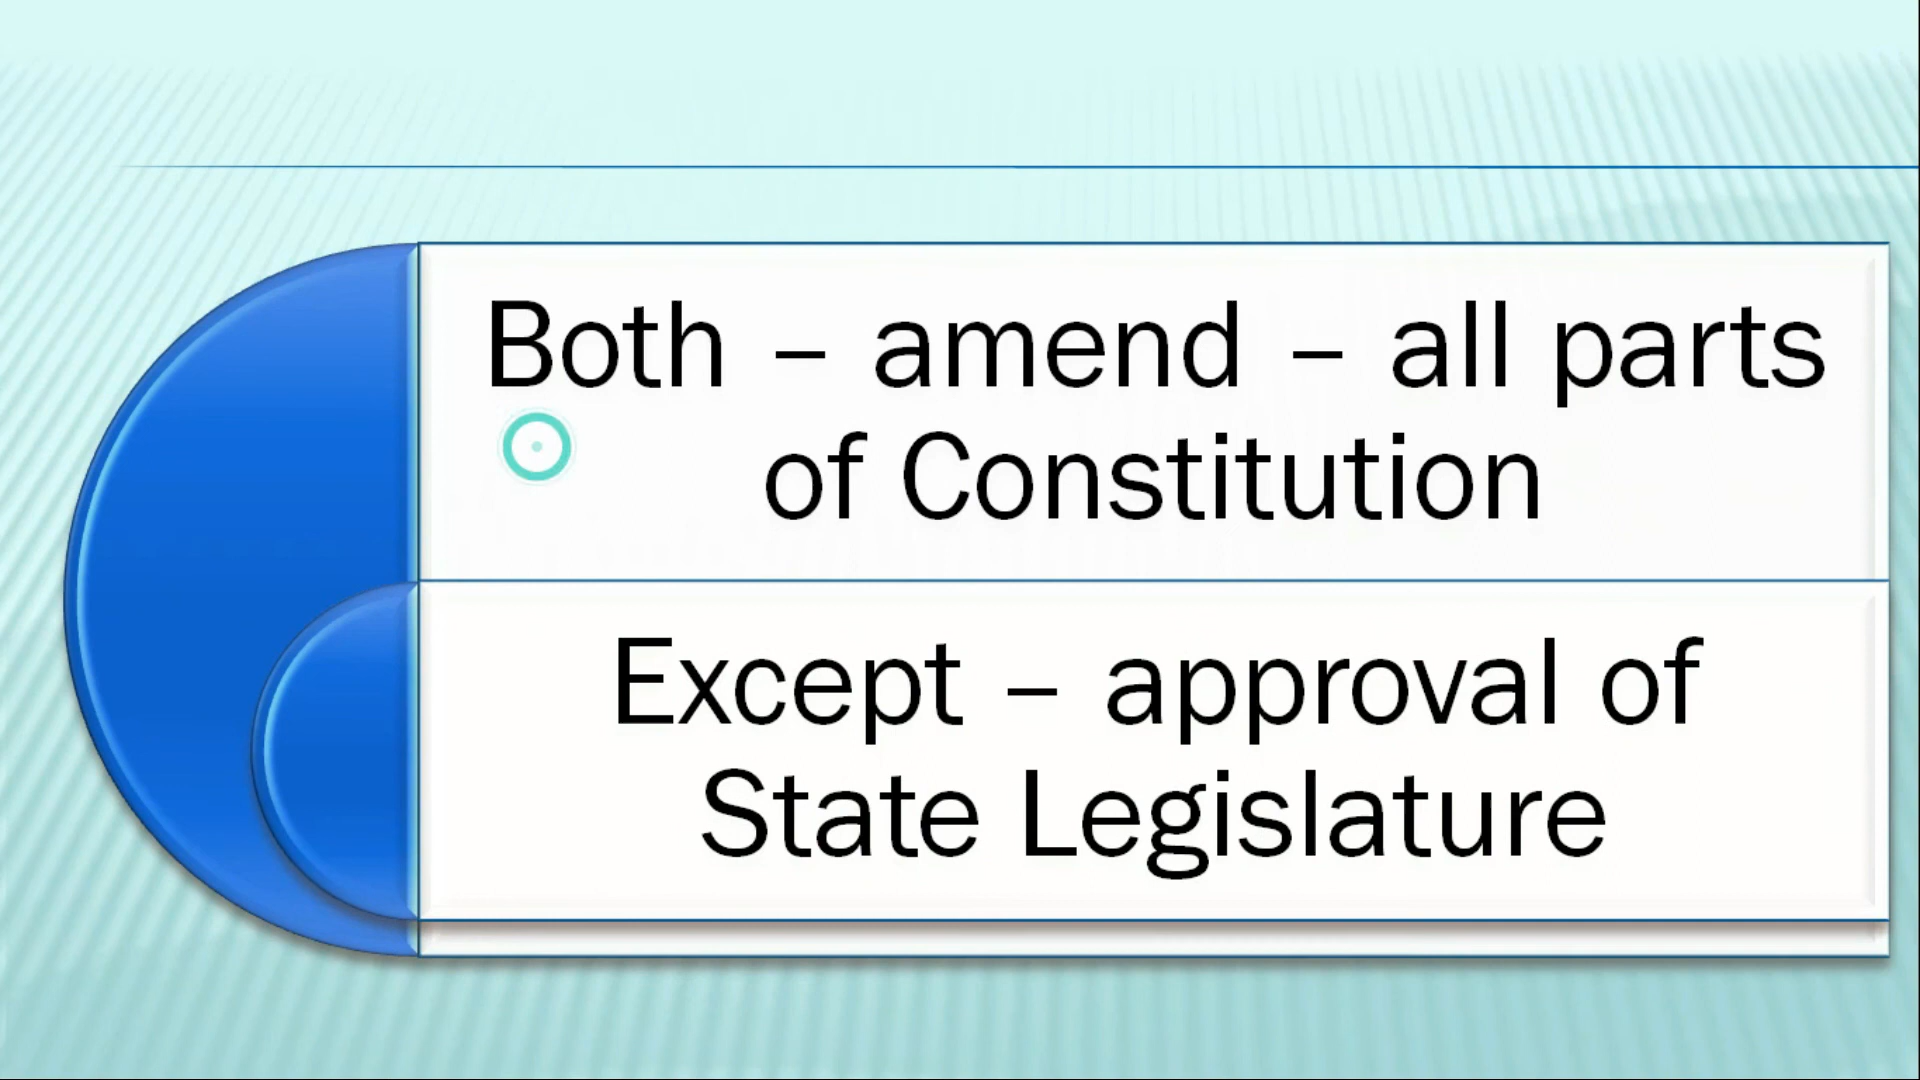 Both – amend – all parts
of Constitution
Except – approval of
State Legislature